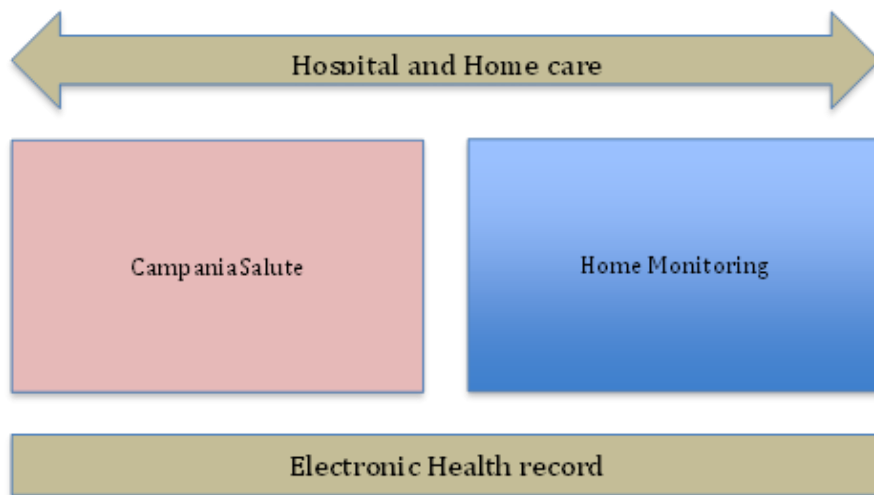 Hospital and Home care
CampaniaSalute
Home Monitoring
Electronic Health record